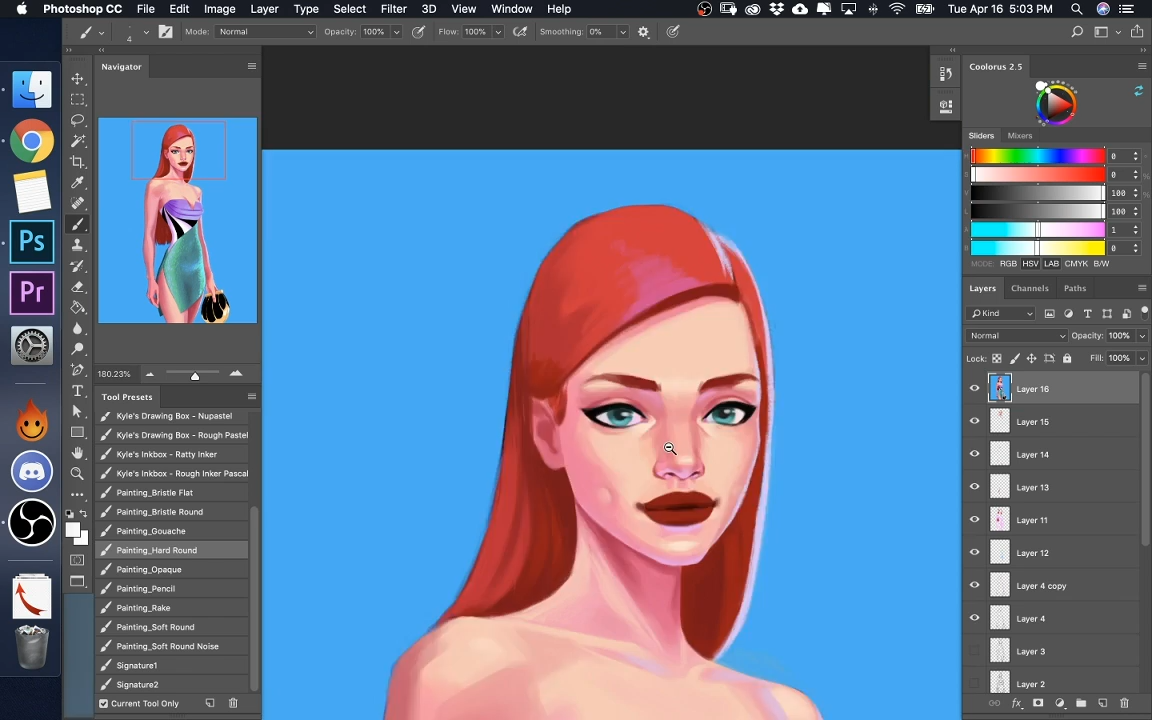 Photoshop CC File Edit Image Layer Type Select Filter 3D View Window Help Tue Apr 16 5:03 PM
4 Mode: Normal Opacity: 100% Flow: 100% Smoothing: 0%
Navigator
Coolorus 2.5
Sliders Mixers
0
0
100
100
1
0
MODE: RGB HSV LAB CMYK B/W
Layers Channels Paths
Kind
Normal Opacity: 100%
Lock: Fill: 100%
Layer 16
Layer 15
Layer 14
Layer 13
Layer 11
Layer 12
Layer 4 copy
Layer 4
Layer 3
Layer 2
180.23%
Tool Presets
Kyle's Drawing Box - Nupastel
Kyle's Drawing Box - Rough Pastel
Kyle's Inkbox - Ratty Inker
Kyle's Inkbox - Rough Inker Pascal
Painting_Bristle Flat
Painting_Bristle Round
Painting_Gouache
Painting_Hard Round
Painting_Opaque
Painting_Pencil
Painting_Rake
Painting_Soft Round
Painting_Soft Round Noise
Signature1
Signature2
Current Tool Only
Ps
Pr